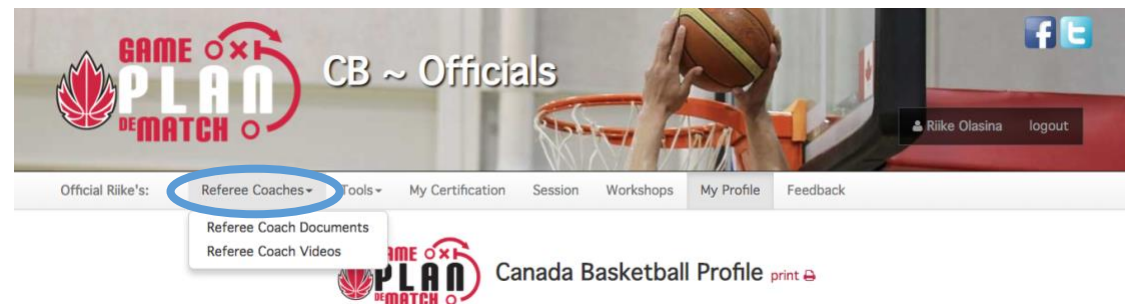 GAME
PLAN
DE MATCH
CB ~ Officials
f t
Riike Olasina logout
Official Riike's: Referee Coaches Tools My Certification Session Workshops My Profile Feedback
Referee Coach Documents
Referee Coach Videos
GAME
PLAN
DE MATCH
Canada Basketball Profile print